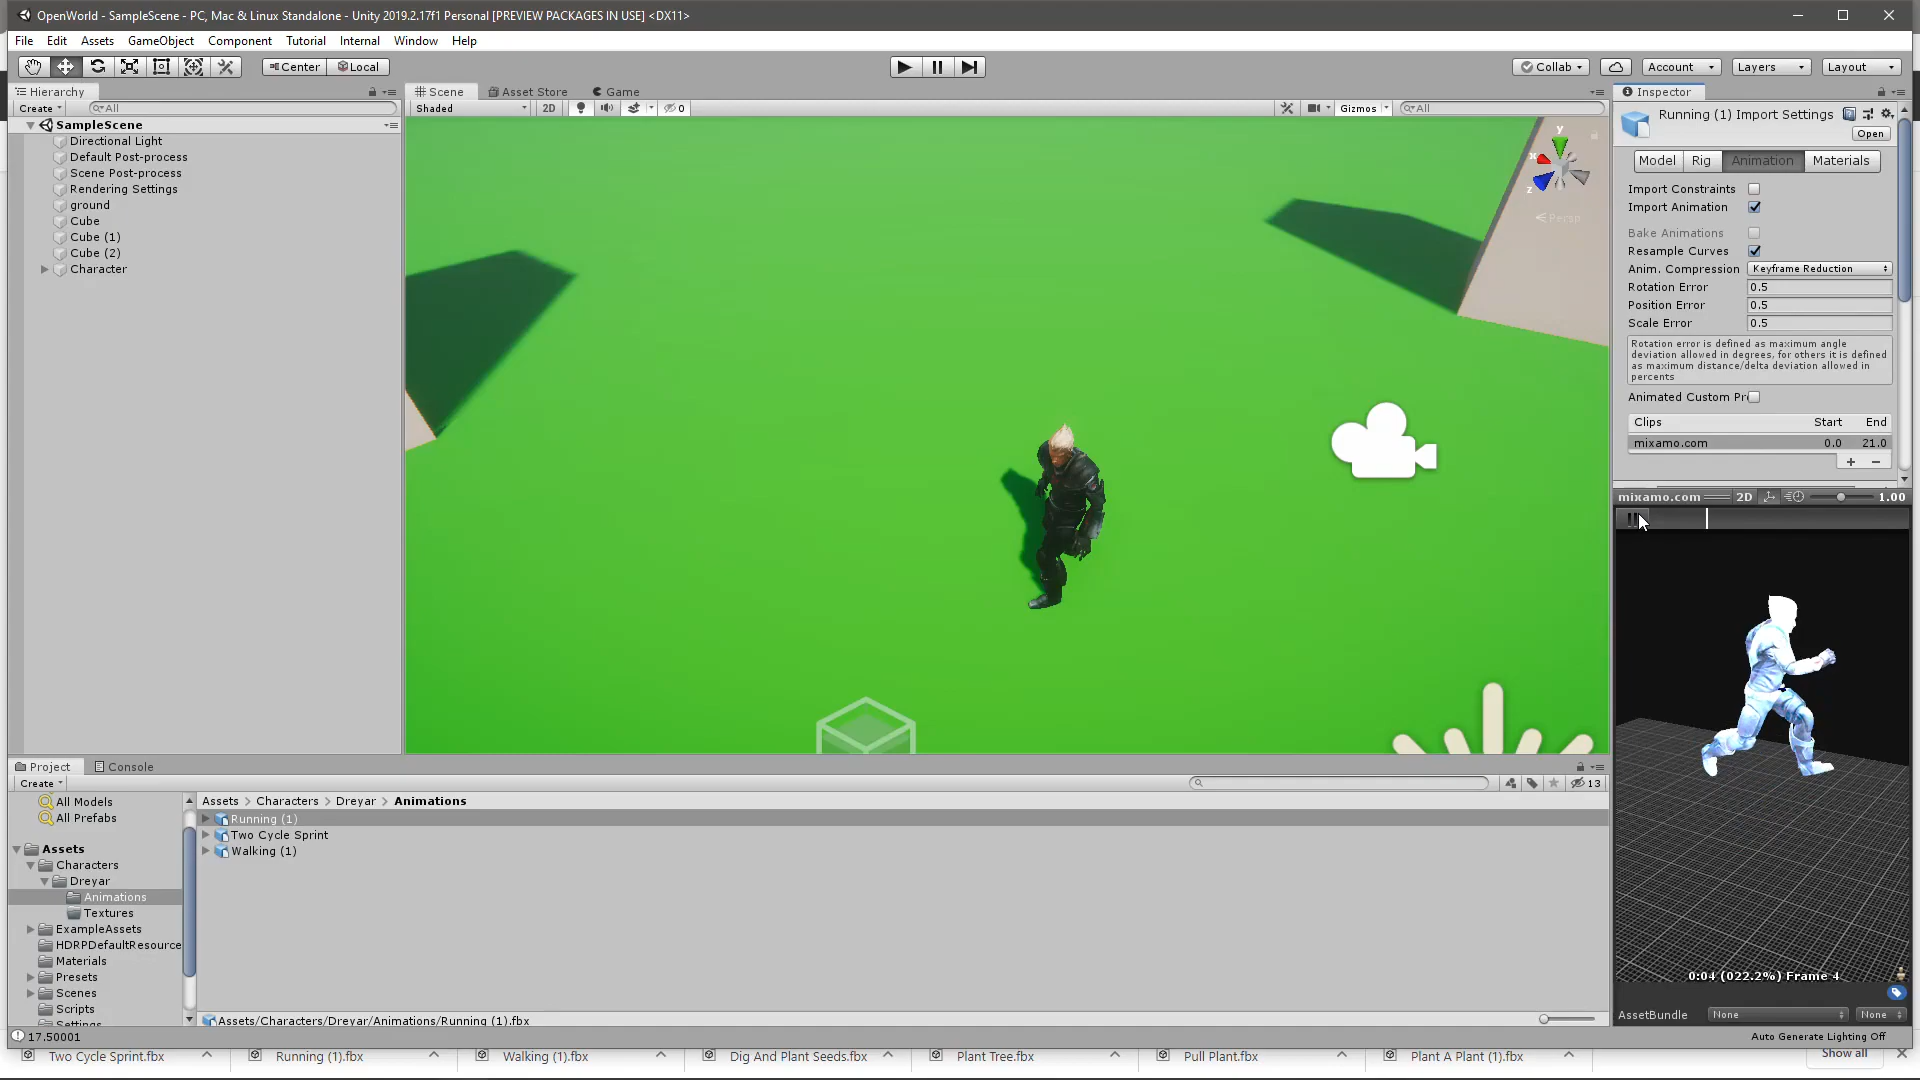 OpenWorld - SampleScene - PC, Mac & Linux Standalone - Unity 2019.2.17f1 Personal [PREVIEW PACKAGES IN USE] <DX11>
File Edit Assets GameObject Component Tutorial Internal Window Help
Center Local Collab Account Layers Layout
Hierarchy
Create All
SampleScene
Directional Light
Default Post-process
Scene Post-process
Rendering Settings
ground
Cube
Cube (1)
Cube (2)
Character
Scene Asset Store Game
Shaded 2D 0 Gizmos All
y
x
z
Persp
Inspector
Running (1) Import Settings
Open
Model Rig Animation Materials
Import Constraints
Import Animation
Bake Animations
Resample Curves
Anim. Compression Keyframe Reduction
Rotation Error 0.5
Position Error 0.5
Scale Error 0.5
Rotation error is defined as maximum angle
deviation allowed in degrees, for others it is defined
as maximum distance/delta deviation allowed in
percents
Animated Custom Pr
Clips Start End
mixamo.com 0.0 21.0
+ −
mixamo.com 2D 1.00
0:04 (022.2%) Frame 4
AssetBundle None None
Auto Generate Lighting Off
Project Console
Create 13
All Models
All Prefabs
Assets
Characters
Dreyar
Animations
Textures
ExampleAssets
HDRPDefaultResource
Materials
Presets
Scenes
Scripts
Settings
Assets > Characters > Dreyar > Animations
Running (1)
Two Cycle Sprint
Walking (1)
Assets/Characters/Dreyar/Animations/Running (1).fbx
17.50001
Two Cycle Sprint.fbx Running (1).fbx Walking (1).fbx Dig And Plant Seeds.fbx Plant Tree.fbx Pull Plant.fbx Plant A Plant (1).fbx Show all